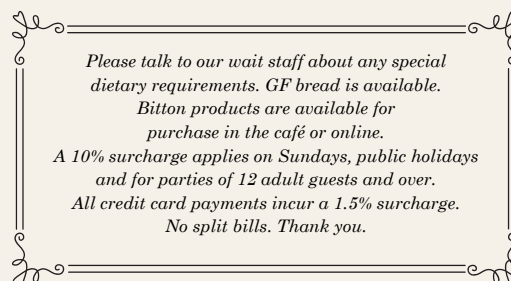 Please talk to our wait staff about any special
dietary requirements. GF bread is available.
Bitton products are available for
purchase in the café or online.
A 10% surcharge applies on Sundays, public holidays
and for parties of 12 adult guests and over.
All credit card payments incur a 1.5% surcharge.
No split bills. Thank you.